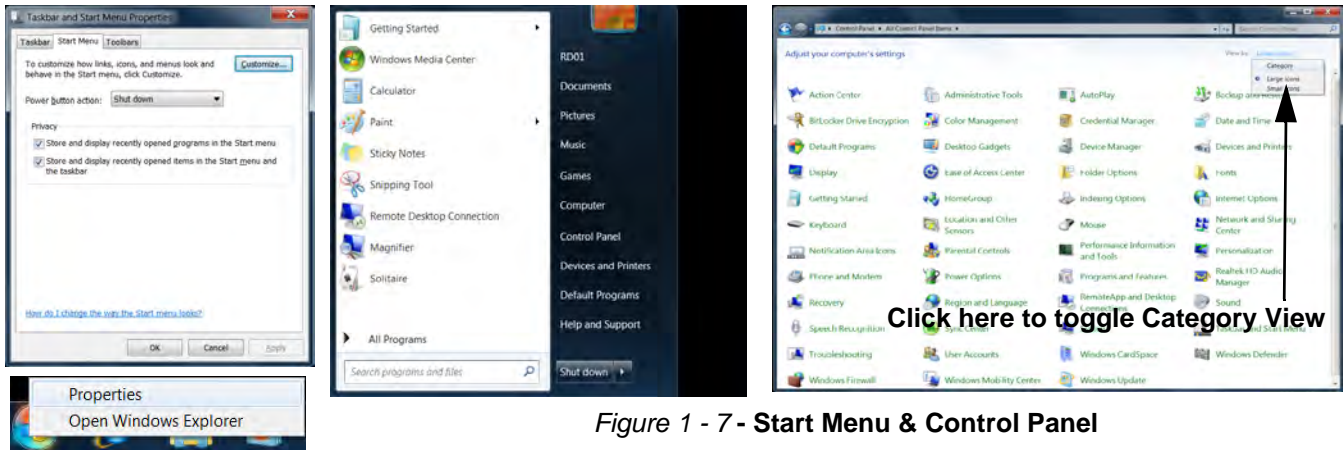 Taskbar and Start Menu Properties
Taskbar
Start Menu
Toolbars
To customize how links, icons, and menus look and
behave in the Start menu, click Customize.
Customize...
Power button action:
Shut down
Privacy
Store and display recently opened programs in the Start menu
Store and display recently opened items in the Start menu and
the taskbar
How do I change the way the Start menu looks?
OK
Cancel
Apply
Properties
Open Windows Explorer
Getting Started
Windows Media Center
Calculator
Paint
Sticky Notes
Snipping Tool
Remote Desktop Connection
Magnifier
Solitaire
All Programs
Search programs and files
RD01
Documents
Pictures
Music
Games
Computer
Control Panel
Devices and Printers
Default Programs
Help and Support
Shut down
Control Panel
All Control Panel Items
Adjust your computer's settings
View by:
Category
Large icons
Small icons
Action Center
Administrative Tools
AutoPlay
Backup and
BitLocker Drive Encryption
Color Management
Credential Manager
Date and Time
Default Programs
Desktop Gadgets
Device Manager
Devices and Printers
Display
Ease of Access Center
Folder Options
Fonts
Getting Started
HomeGroup
Indexing Options
Internet Options
Keyboard
Location and Other
Sensors
Mouse
Network and Sharing
Center
Notification Area Icons
Parental Controls
Performance Information
and Tools
Personalization
Phone and Modem
Power Options
Programs and Features
Realtek HD Audio
Manager
Recovery
Region and Language
RemoteApp and Desktop
Sound
Click here to toggle Category View
Speech Recognition
Sync Center
Taskbar and Start Menu
Troubleshooting
User Accounts
Windows CardSpace
Windows Defender
Windows Firewall
Windows Mobility Center
Windows Update
Figure 1 - 7 - Start Menu & Control Panel